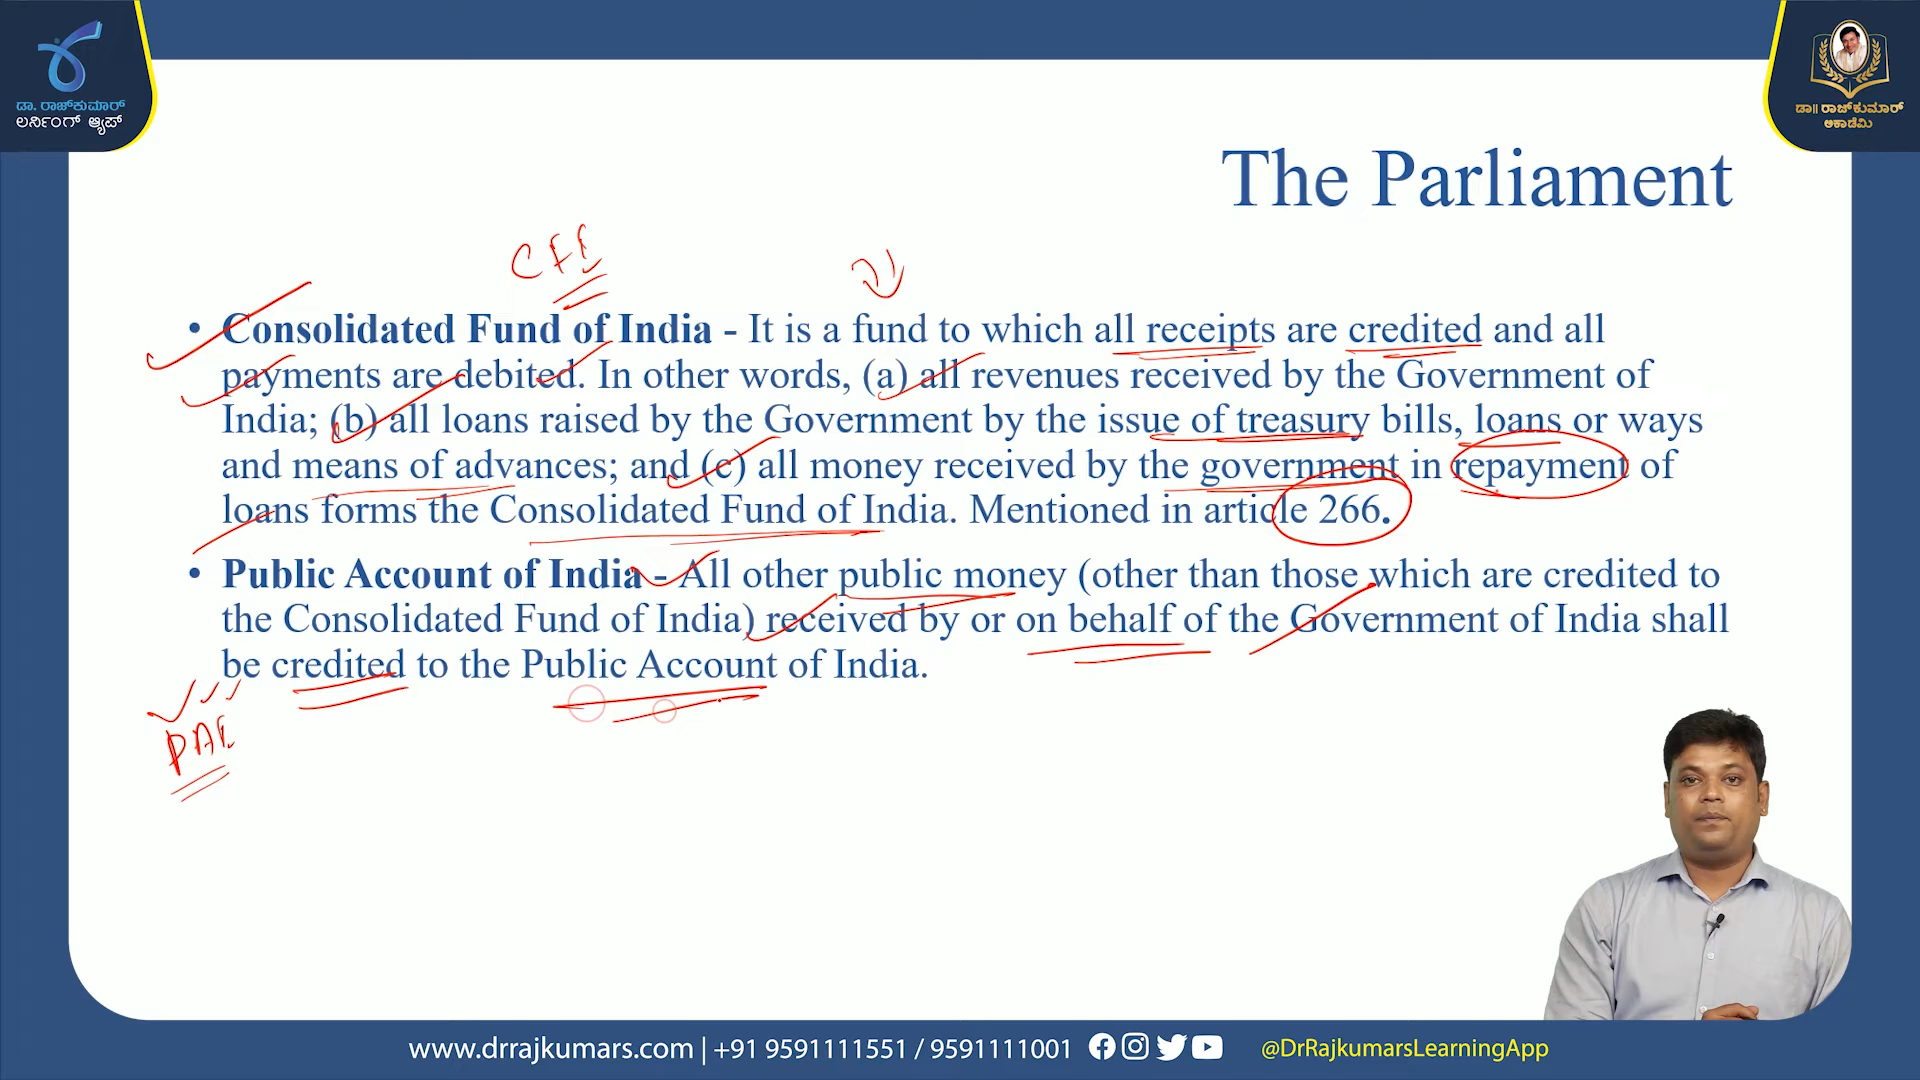 ಡಾ. ರಾಜ್‌ಕುಮಾರ್
ಲರ್ನಿಂಗ್ ಆ್ಯಪ್
ಡಾ|| ರಾಜ್‌ಕುಮಾರ್
ಅಕಾಡೆಮಿ
The Parliament
CFI
• Consolidated Fund of India - It is a fund to which all receipts are credited and all
payments are debited. In other words, (a) all revenues received by the Government of
India; (b) all loans raised by the Government by the issue of treasury bills, loans or ways
and means of advances; and (c) all money received by the government in repayment of
loans forms the Consolidated Fund of India. Mentioned in article 266.
• Public Account of India - All other public money (other than those which are credited to
the Consolidated Fund of India) received by or on behalf of the Government of India shall
be credited to the Public Account of India.
PAI
www.drrajkumars.com | +91 9591111551 / 9591111001 @DrRajkumarsLearningApp